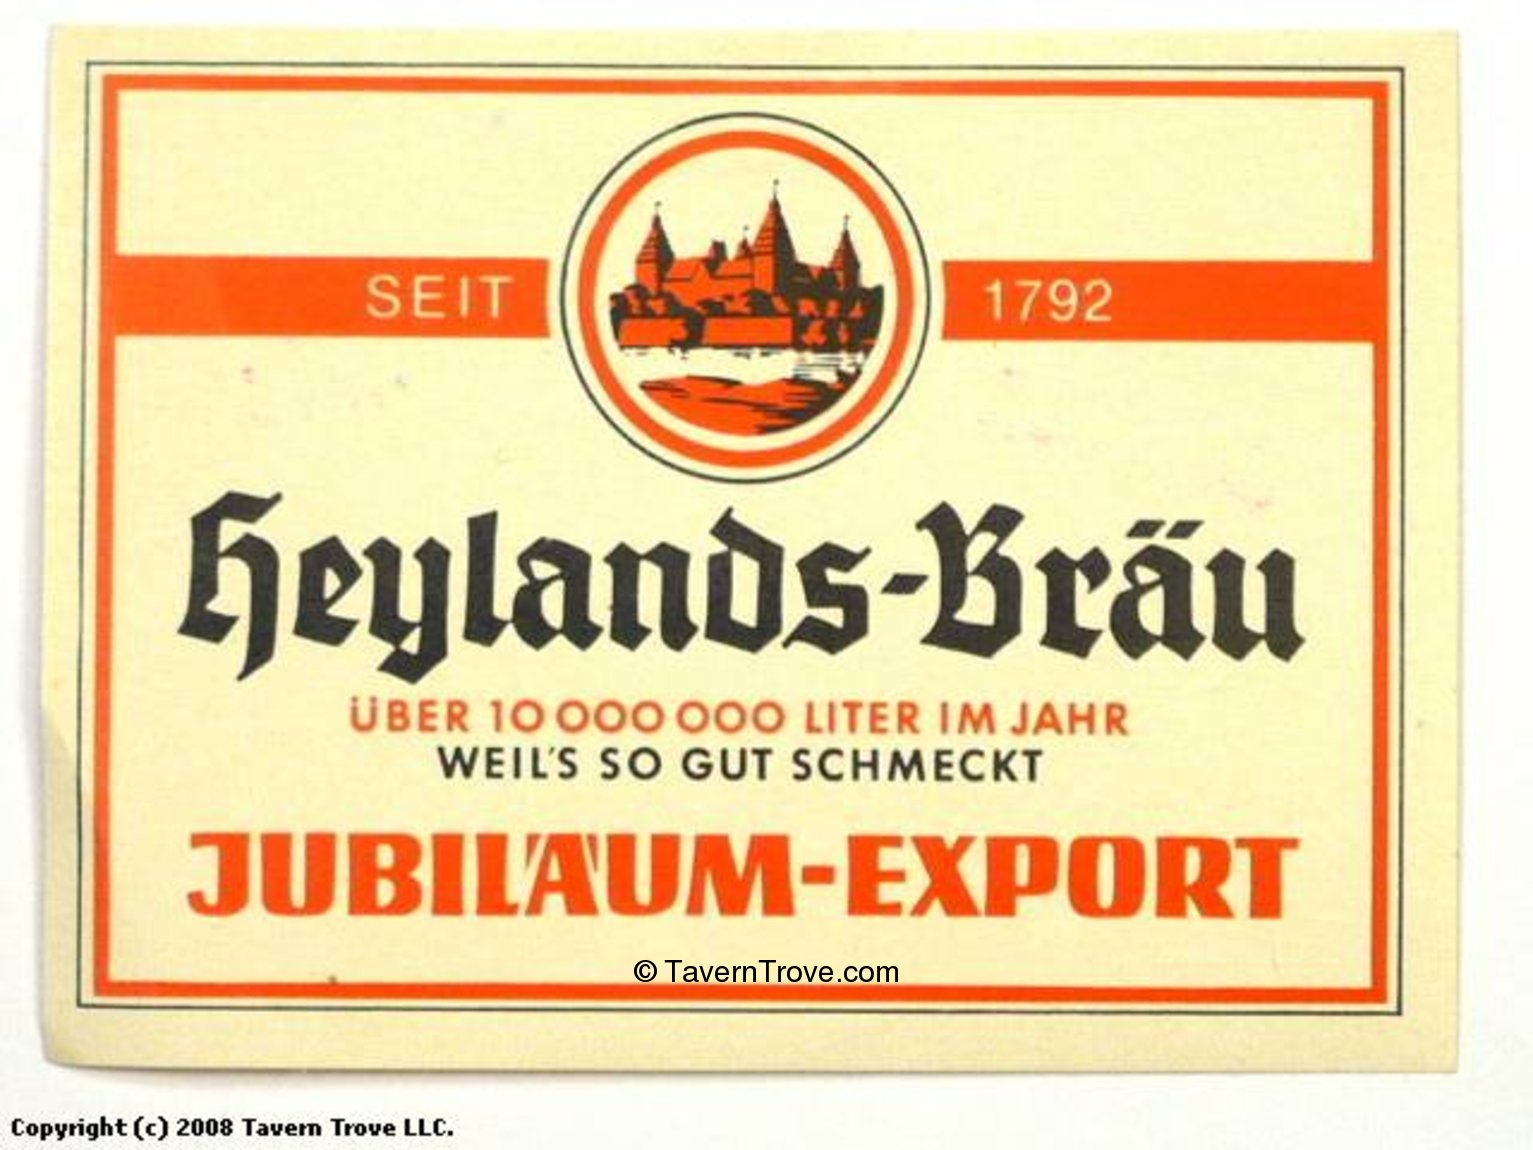 SEIT 1792
Heylands-Bräu
ÜBER 10 000 000 LITER IM JAHR
WEIL'S SO GUT SCHMECKT
JUBILÄUM-EXPORT
© TavernTrove.com
Copyright (c) 2008 Tavern Trove LLC.